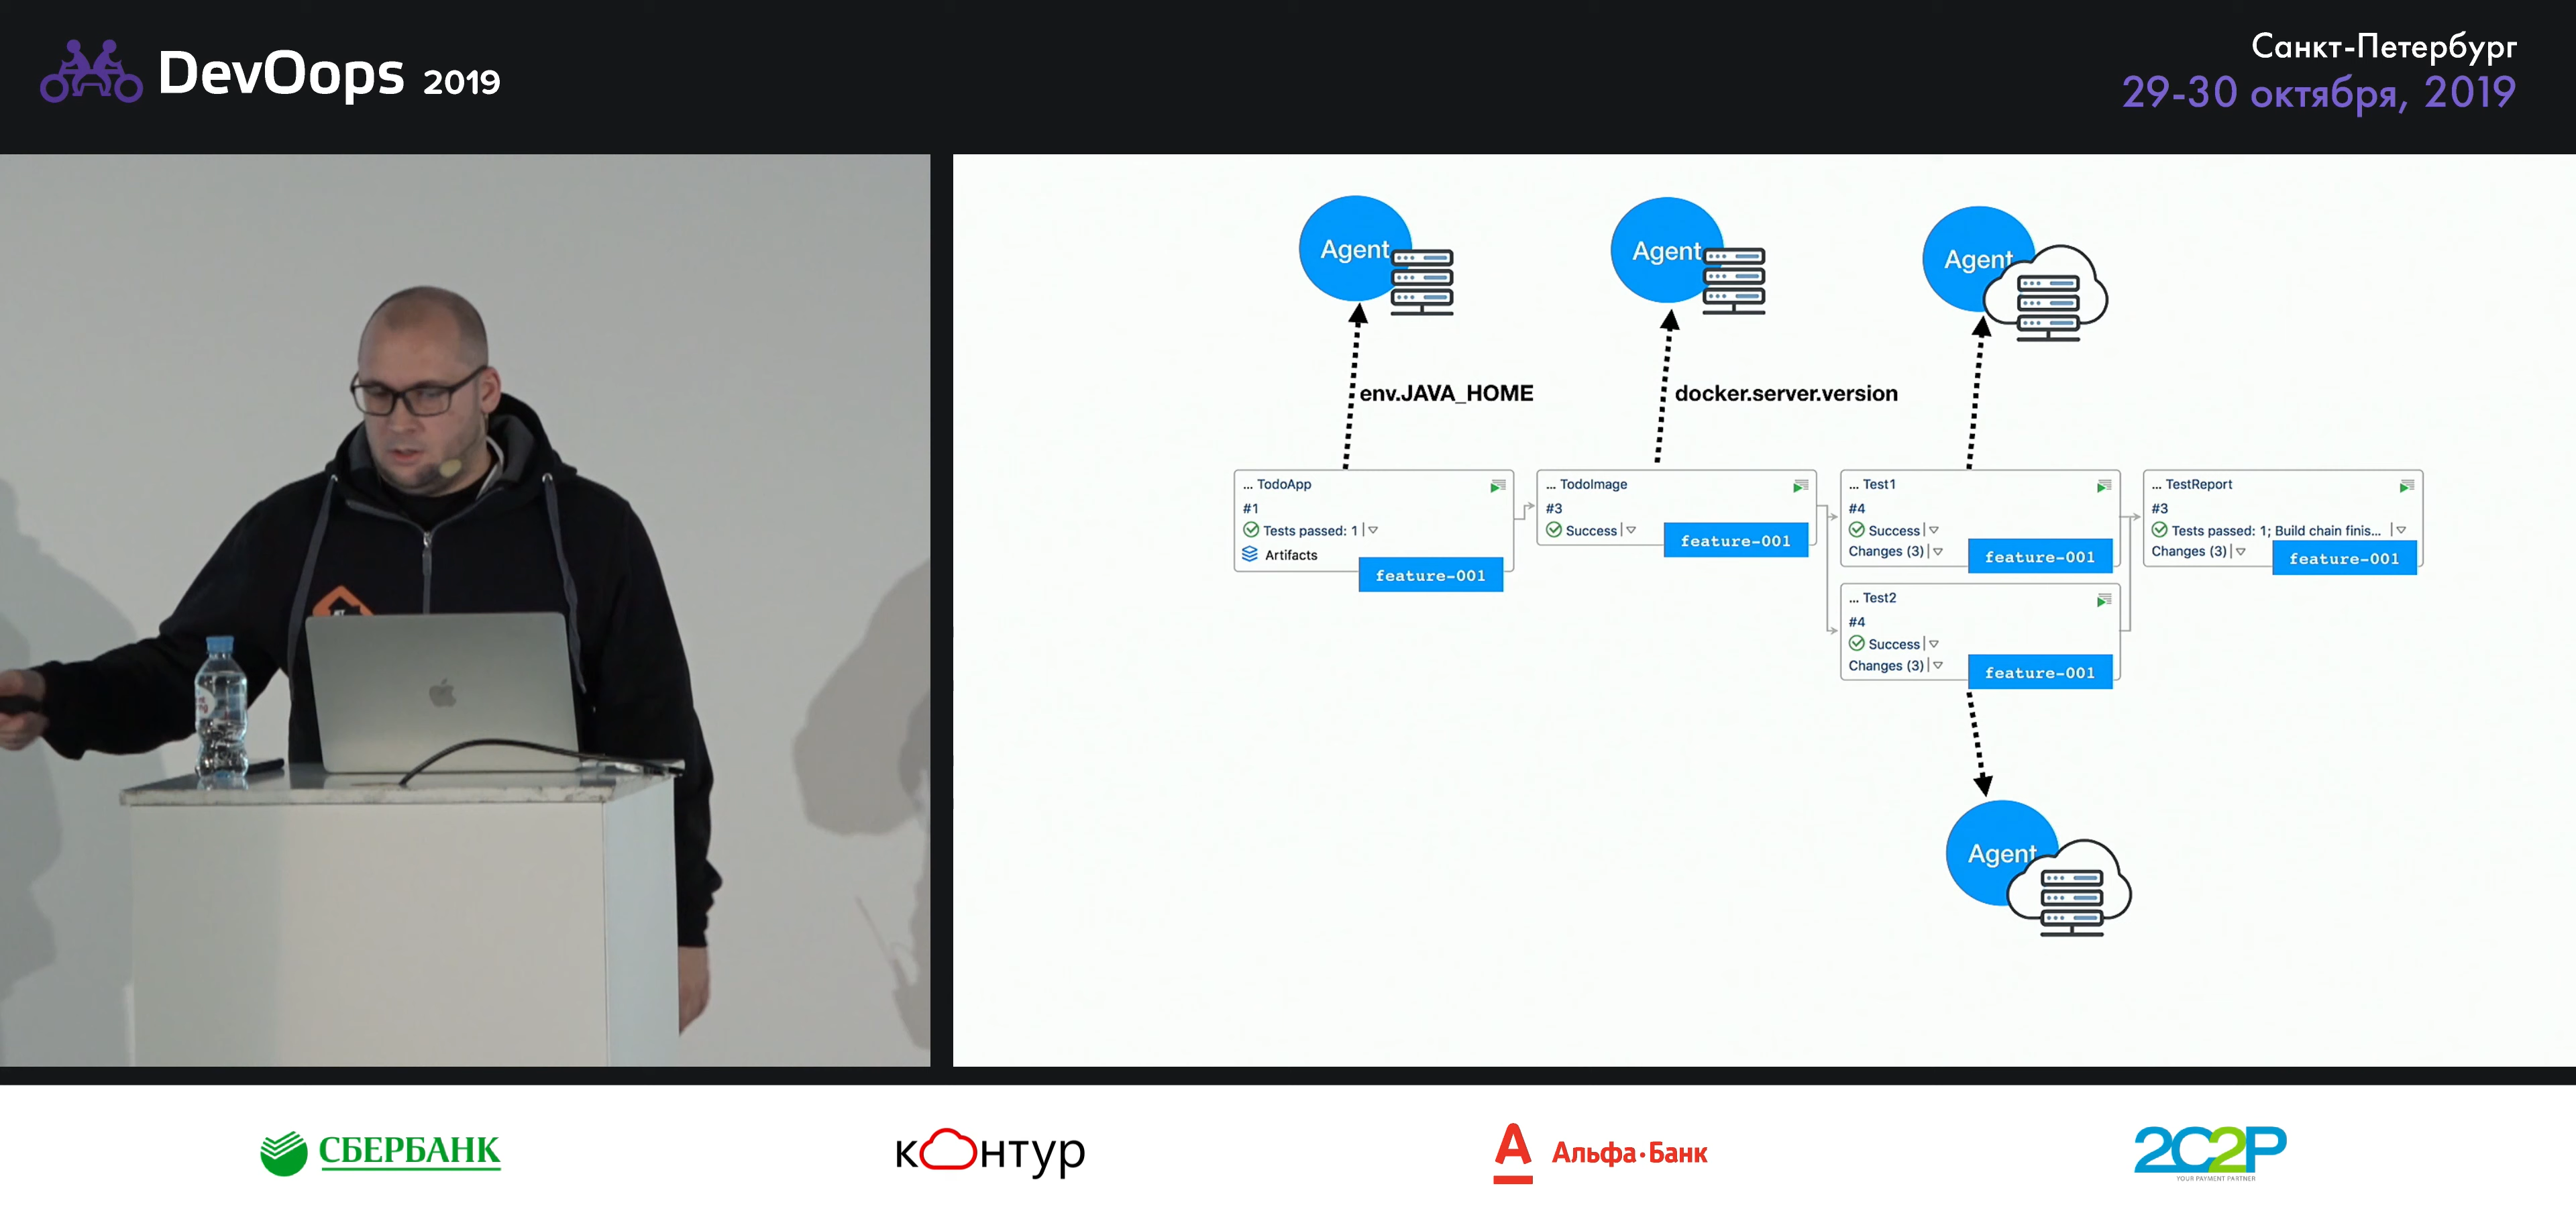 DevOops 2019
Санкт-Петербург
29-30 октября, 2019
Agent
Agent
Agent
env.JAVA_HOME
docker.server.version
... TodoApp
#1
Tests passed: 1
Artifacts
feature-001
... TodoImage
#3
Success
feature-001
... Test1
#4
Success
Changes (3)
feature-001
... TestReport
#3
Tests passed: 1; Build chain finis...
Changes (3)
feature-001
... Test2
#4
Success
Changes (3)
feature-001
Agent
СБЕРБАНК
контур
Альфа·Банк
2C2P
YOUR PAYMENT PARTNER